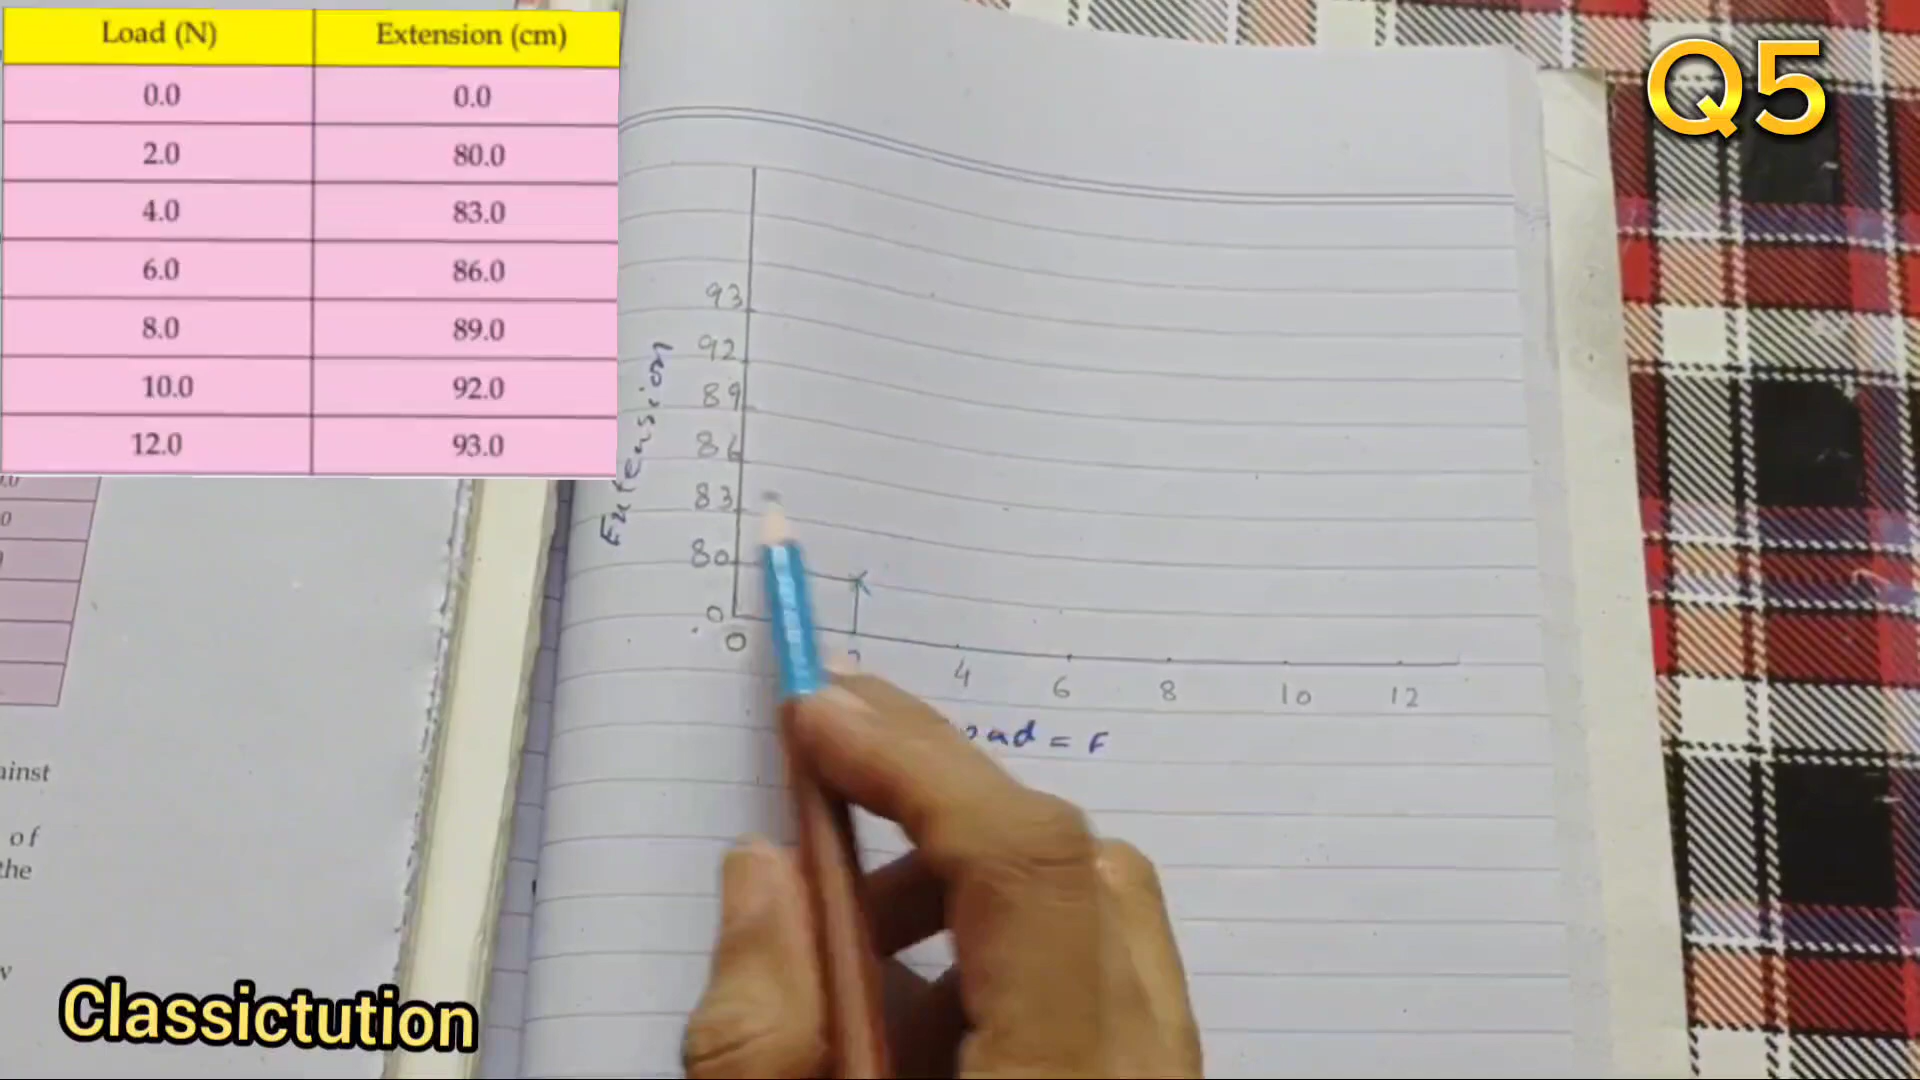 Load (N) Extension (cm)
0.0 0.0
2.0 80.0
4.0 83.0
6.0 86.0
8.0 89.0
10.0 92.0
12.0 93.0
Q5
93
92
89
86
83
80
0
Extension
0 4 6 8 10 12
= F
0
ainst
of
the
Classictution